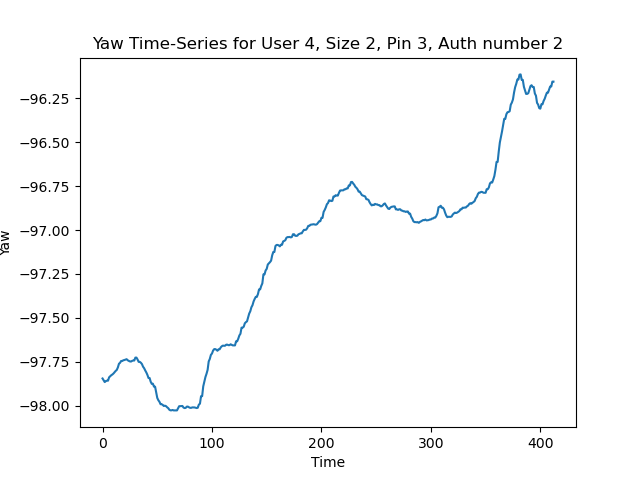 Yaw Time-Series for User 4, Size 2, Pin 3, Auth number 2
−96.25
−96.50
−96.75
−97.00
−97.25
−97.50
−97.75
−98.00
Yaw
0 100 200 300 400
Time